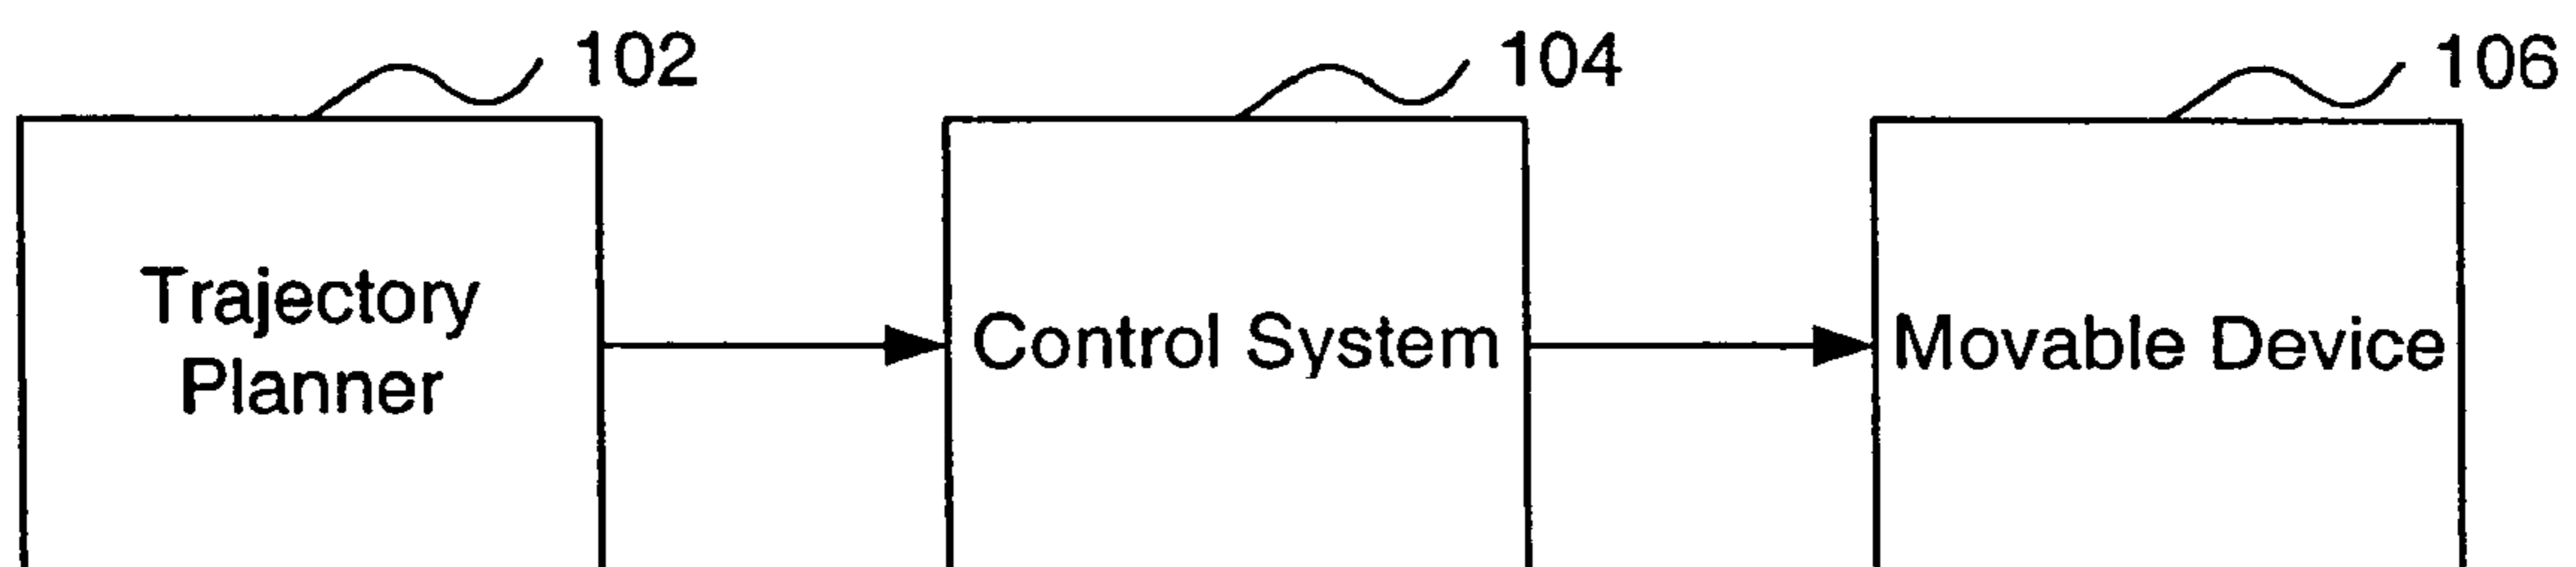 102
104
106
Trajectory
Planner
Control System
Movable Device